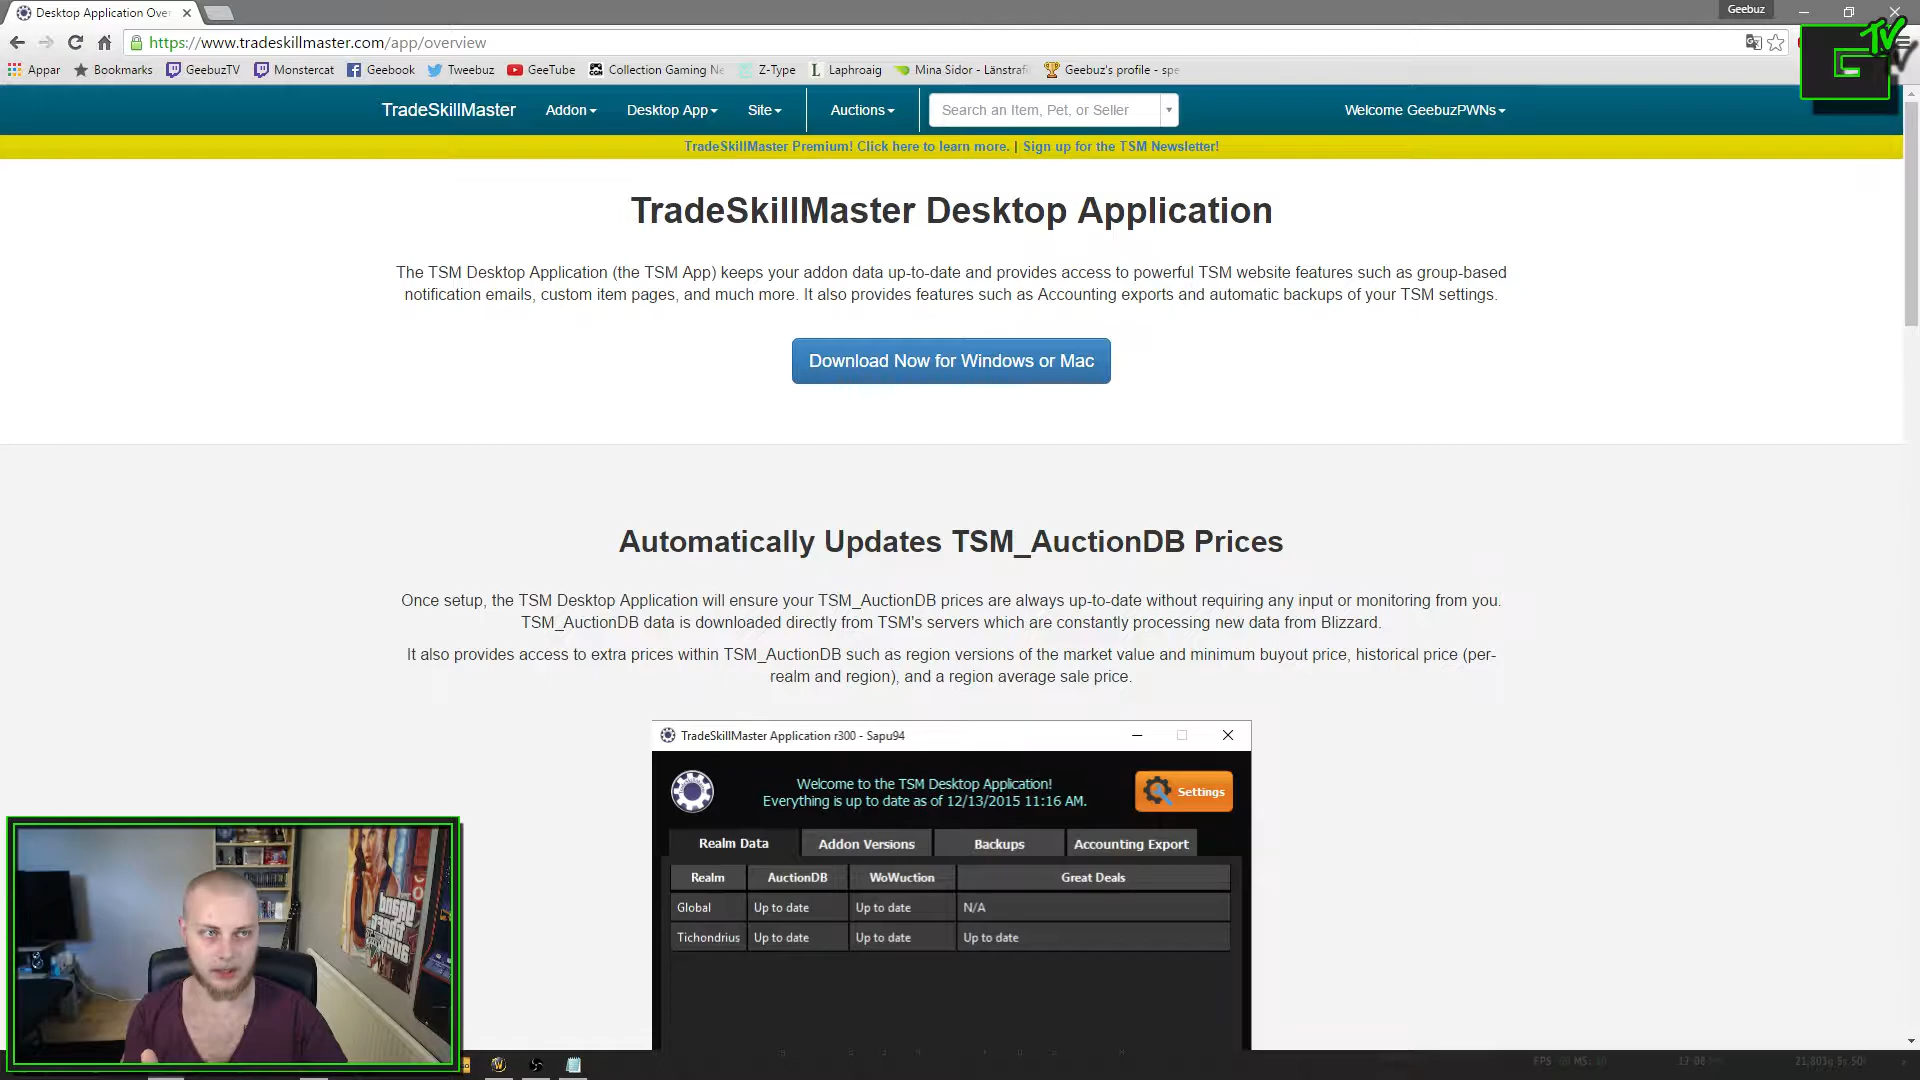 Desktop Application Over
Geebuz
https://www.tradeskillmaster.com/app/overview
Appar
Bookmarks
GeebuzTV
Monstercat
Geebook
Tweebuz
GeeTube
Collection Gaming Ne
Z-Type
Laphroaig
Mina Sidor - Länstrafi
Geebuz's profile - spe
G TV
TradeSkillMaster
Addon
Desktop App
Site
Auctions
Search an Item, Pet, or Seller
Welcome GeebuzPWNs
TradeSkillMaster Premium! Click here to learn more. | Sign up for the TSM Newsletter!
TradeSkillMaster Desktop Application
The TSM Desktop Application (the TSM App) keeps your addon data up-to-date and provides access to powerful TSM website features such as group-based
notification emails, custom item pages, and much more. It also provides features such as Accounting exports and automatic backups of your TSM settings.
Download Now for Windows or Mac
Automatically Updates TSM_AuctionDB Prices
Once setup, the TSM Desktop Application will ensure your TSM_AuctionDB prices are always up-to-date without requiring any input or monitoring from you.
TSM_AuctionDB data is downloaded directly from TSM's servers which are constantly processing new data from Blizzard.
It also provides access to extra prices within TSM_AuctionDB such as region versions of the market value and minimum buyout price, historical price (per-
realm and region), and a region average sale price.
TradeSkillMaster Application r300 - Sapu94
Welcome to the TSM Desktop Application!
Everything is up to date as of 12/13/2015 11:16 AM.
Settings
Realm Data
Addon Versions
Backups
Accounting Export
Realm AuctionDB WoWuction Great Deals
Global Up to date Up to date N/A
Tichondrius Up to date Up to date Up to date
FPS
MS: